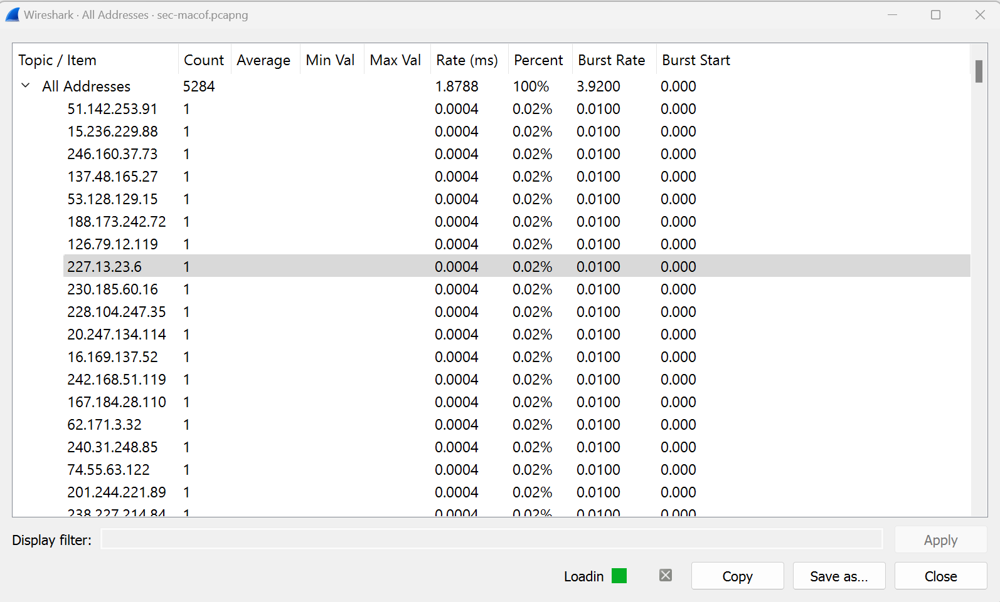 Wireshark · All Addresses · sec-macof.pcapng
Topic / Item Count Average Min Val Max Val Rate (ms) Percent Burst Rate Burst Start
All Addresses 5284 1.8788 100% 3.9200 0.000
51.142.253.91 1 0.0004 0.02% 0.0100 0.000
15.236.229.88 1 0.0004 0.02% 0.0100 0.000
246.160.37.73 1 0.0004 0.02% 0.0100 0.000
137.48.165.27 1 0.0004 0.02% 0.0100 0.000
53.128.129.15 1 0.0004 0.02% 0.0100 0.000
188.173.242.72 1 0.0004 0.02% 0.0100 0.000
126.79.12.119 1 0.0004 0.02% 0.0100 0.000
227.13.23.6 1 0.0004 0.02% 0.0100 0.000
230.185.60.16 1 0.0004 0.02% 0.0100 0.000
228.104.247.35 1 0.0004 0.02% 0.0100 0.000
20.247.134.114 1 0.0004 0.02% 0.0100 0.000
16.169.137.52 1 0.0004 0.02% 0.0100 0.000
242.168.51.119 1 0.0004 0.02% 0.0100 0.000
167.184.28.110 1 0.0004 0.02% 0.0100 0.000
62.171.3.32 1 0.0004 0.02% 0.0100 0.000
240.31.248.85 1 0.0004 0.02% 0.0100 0.000
74.55.63.122 1 0.0004 0.02% 0.0100 0.000
201.244.221.89 1 0.0004 0.02% 0.0100 0.000
238.227.214.84 1 0.0004 0.02% 0.0100 0.000
Display filter: Apply
Loadin Copy Save as... Close